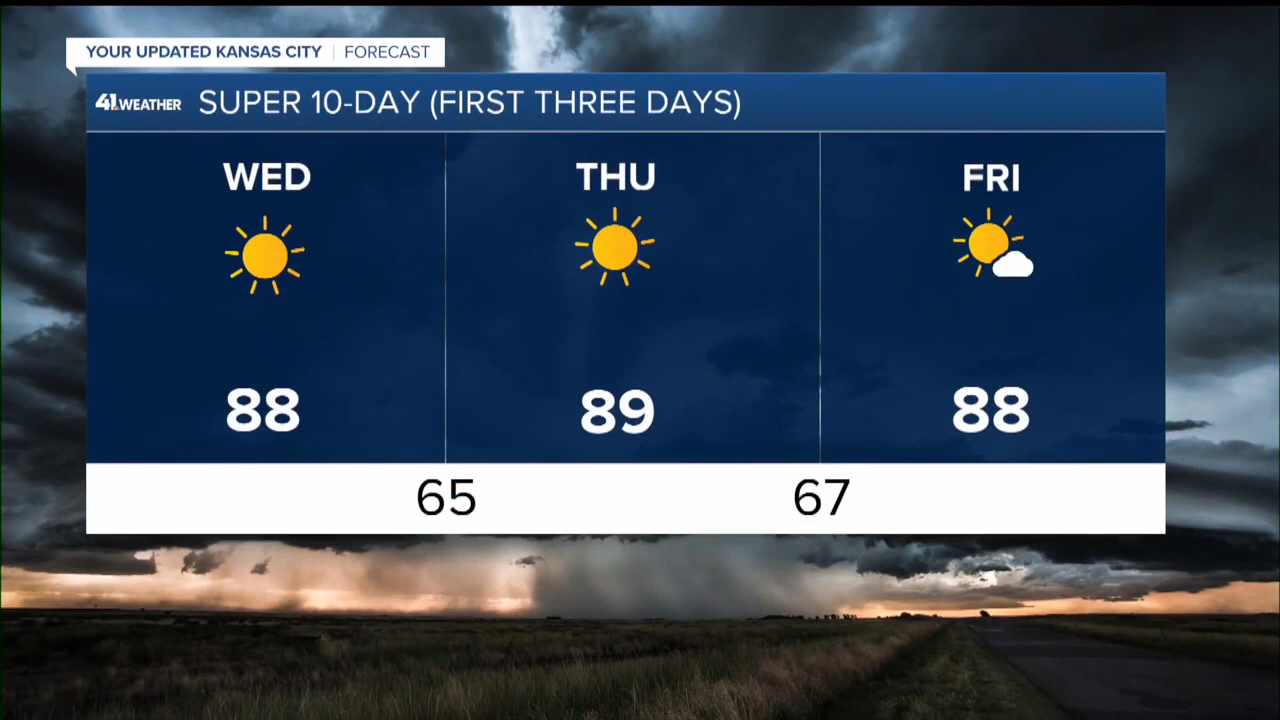 YOUR UPDATED KANSAS CITY | FORECAST
41 WEATHER SUPER 10-DAY (FIRST THREE DAYS)
WED THU FRI
88 89 88
65 67